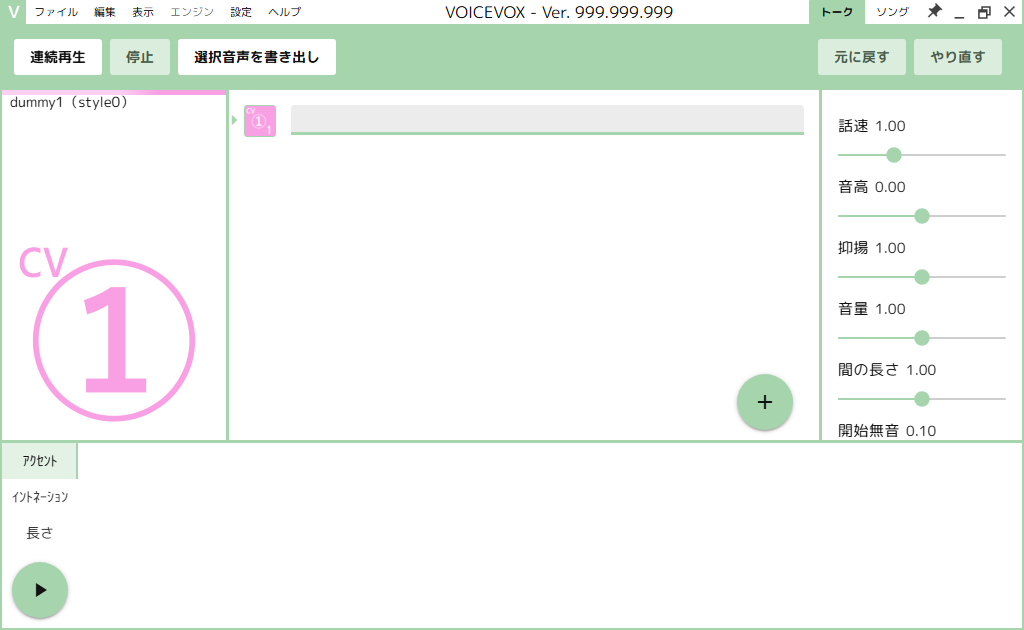 V ファイル 編集 表示 エンジン 設定 ヘルプ VOICEVOX - Ver. 999.999.999 トーク ソング
連続再生 停止 選択音声を書き出し 元に戻す やり直す
dummy1（style0）
CV
①
CV
①
1
話速 1.00
音高 0.00
抑揚 1.00
音量 1.00
間の長さ 1.00
開始無音 0.10
アクセント
イントネーション
長さ